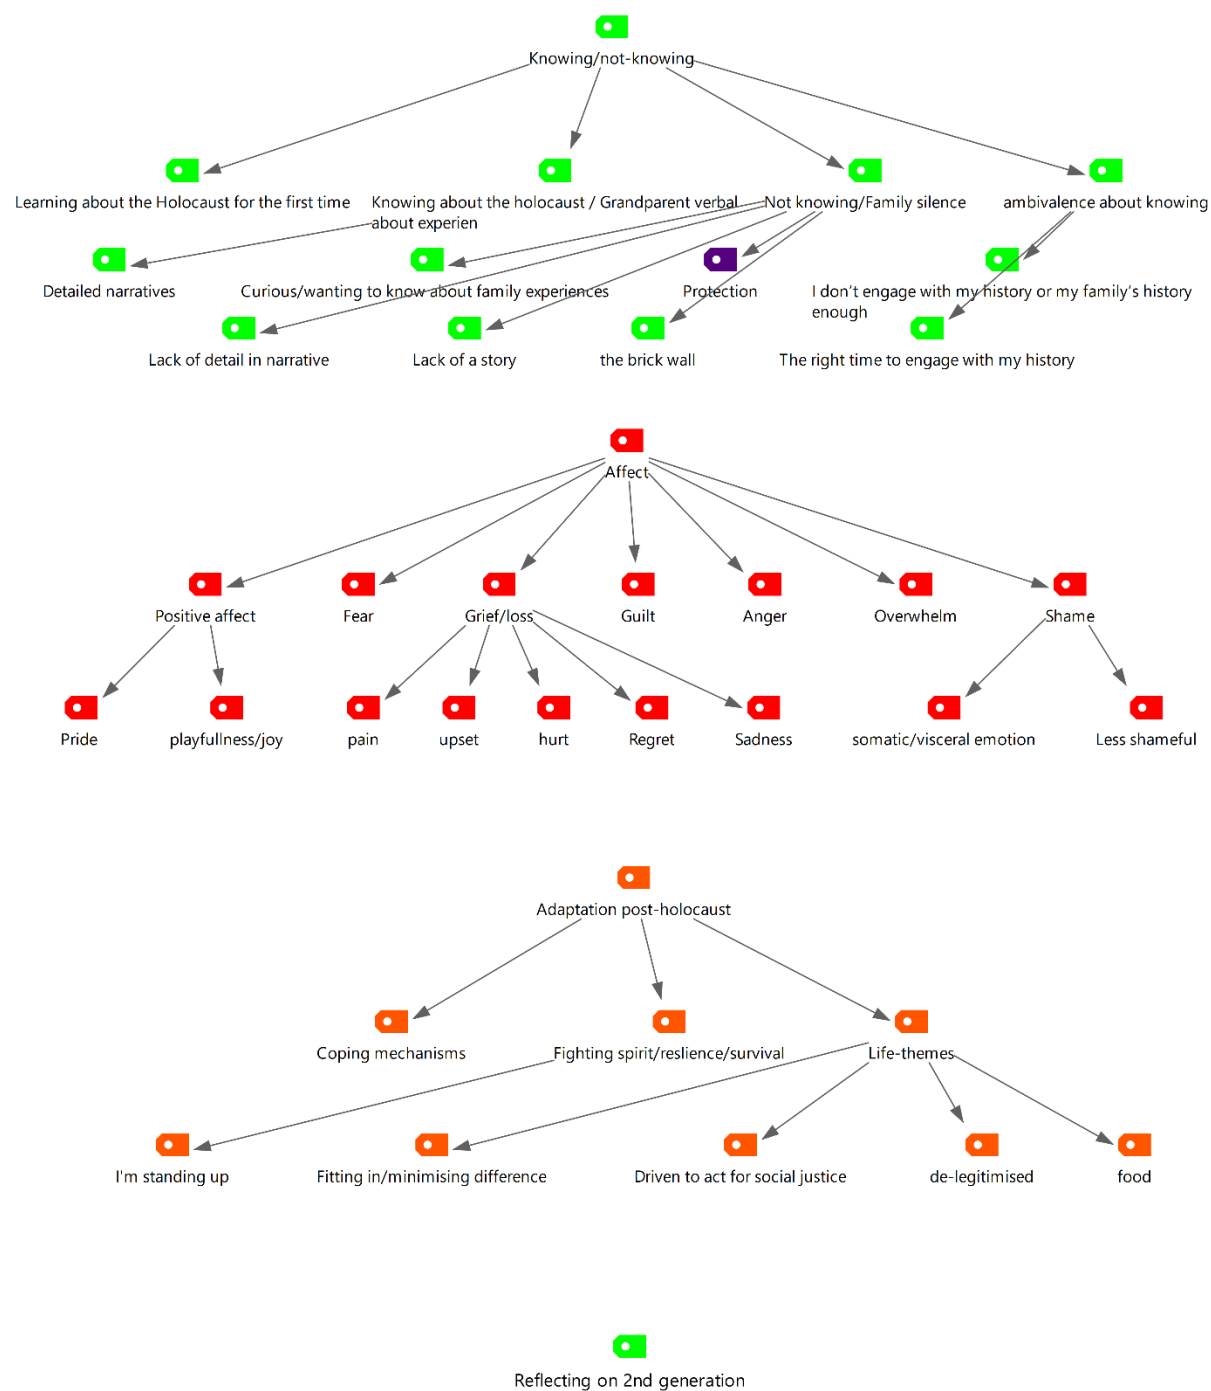 Knowing/not-knowing
Learning about the Holocaust for the first time
Knowing about the holocaust / Grandparent verbal
about experien
Not knowing/Family silence
ambivalence about knowing
Detailed narratives
Curious/wanting to know about family experiences
Protection
I don't engage with my history or my family's history
enough
Lack of detail in narrative
Lack of a story
the brick wall
The right time to engage with my history
Affect
Positive affect
Fear
Grief/loss
Guilt
Anger
Overwhelm
Shame
Pride
playfullness/joy
pain
upset
hurt
Regret
Sadness
somatic/visceral emotion
Less shameful
Adaptation post-holocaust
Coping mechanisms
Fighting spirit/reslience/survival
Life-themes
I'm standing up
Fitting in/minimising difference
Driven to act for social justice
de-legitimised
food
Reflecting on 2nd generation